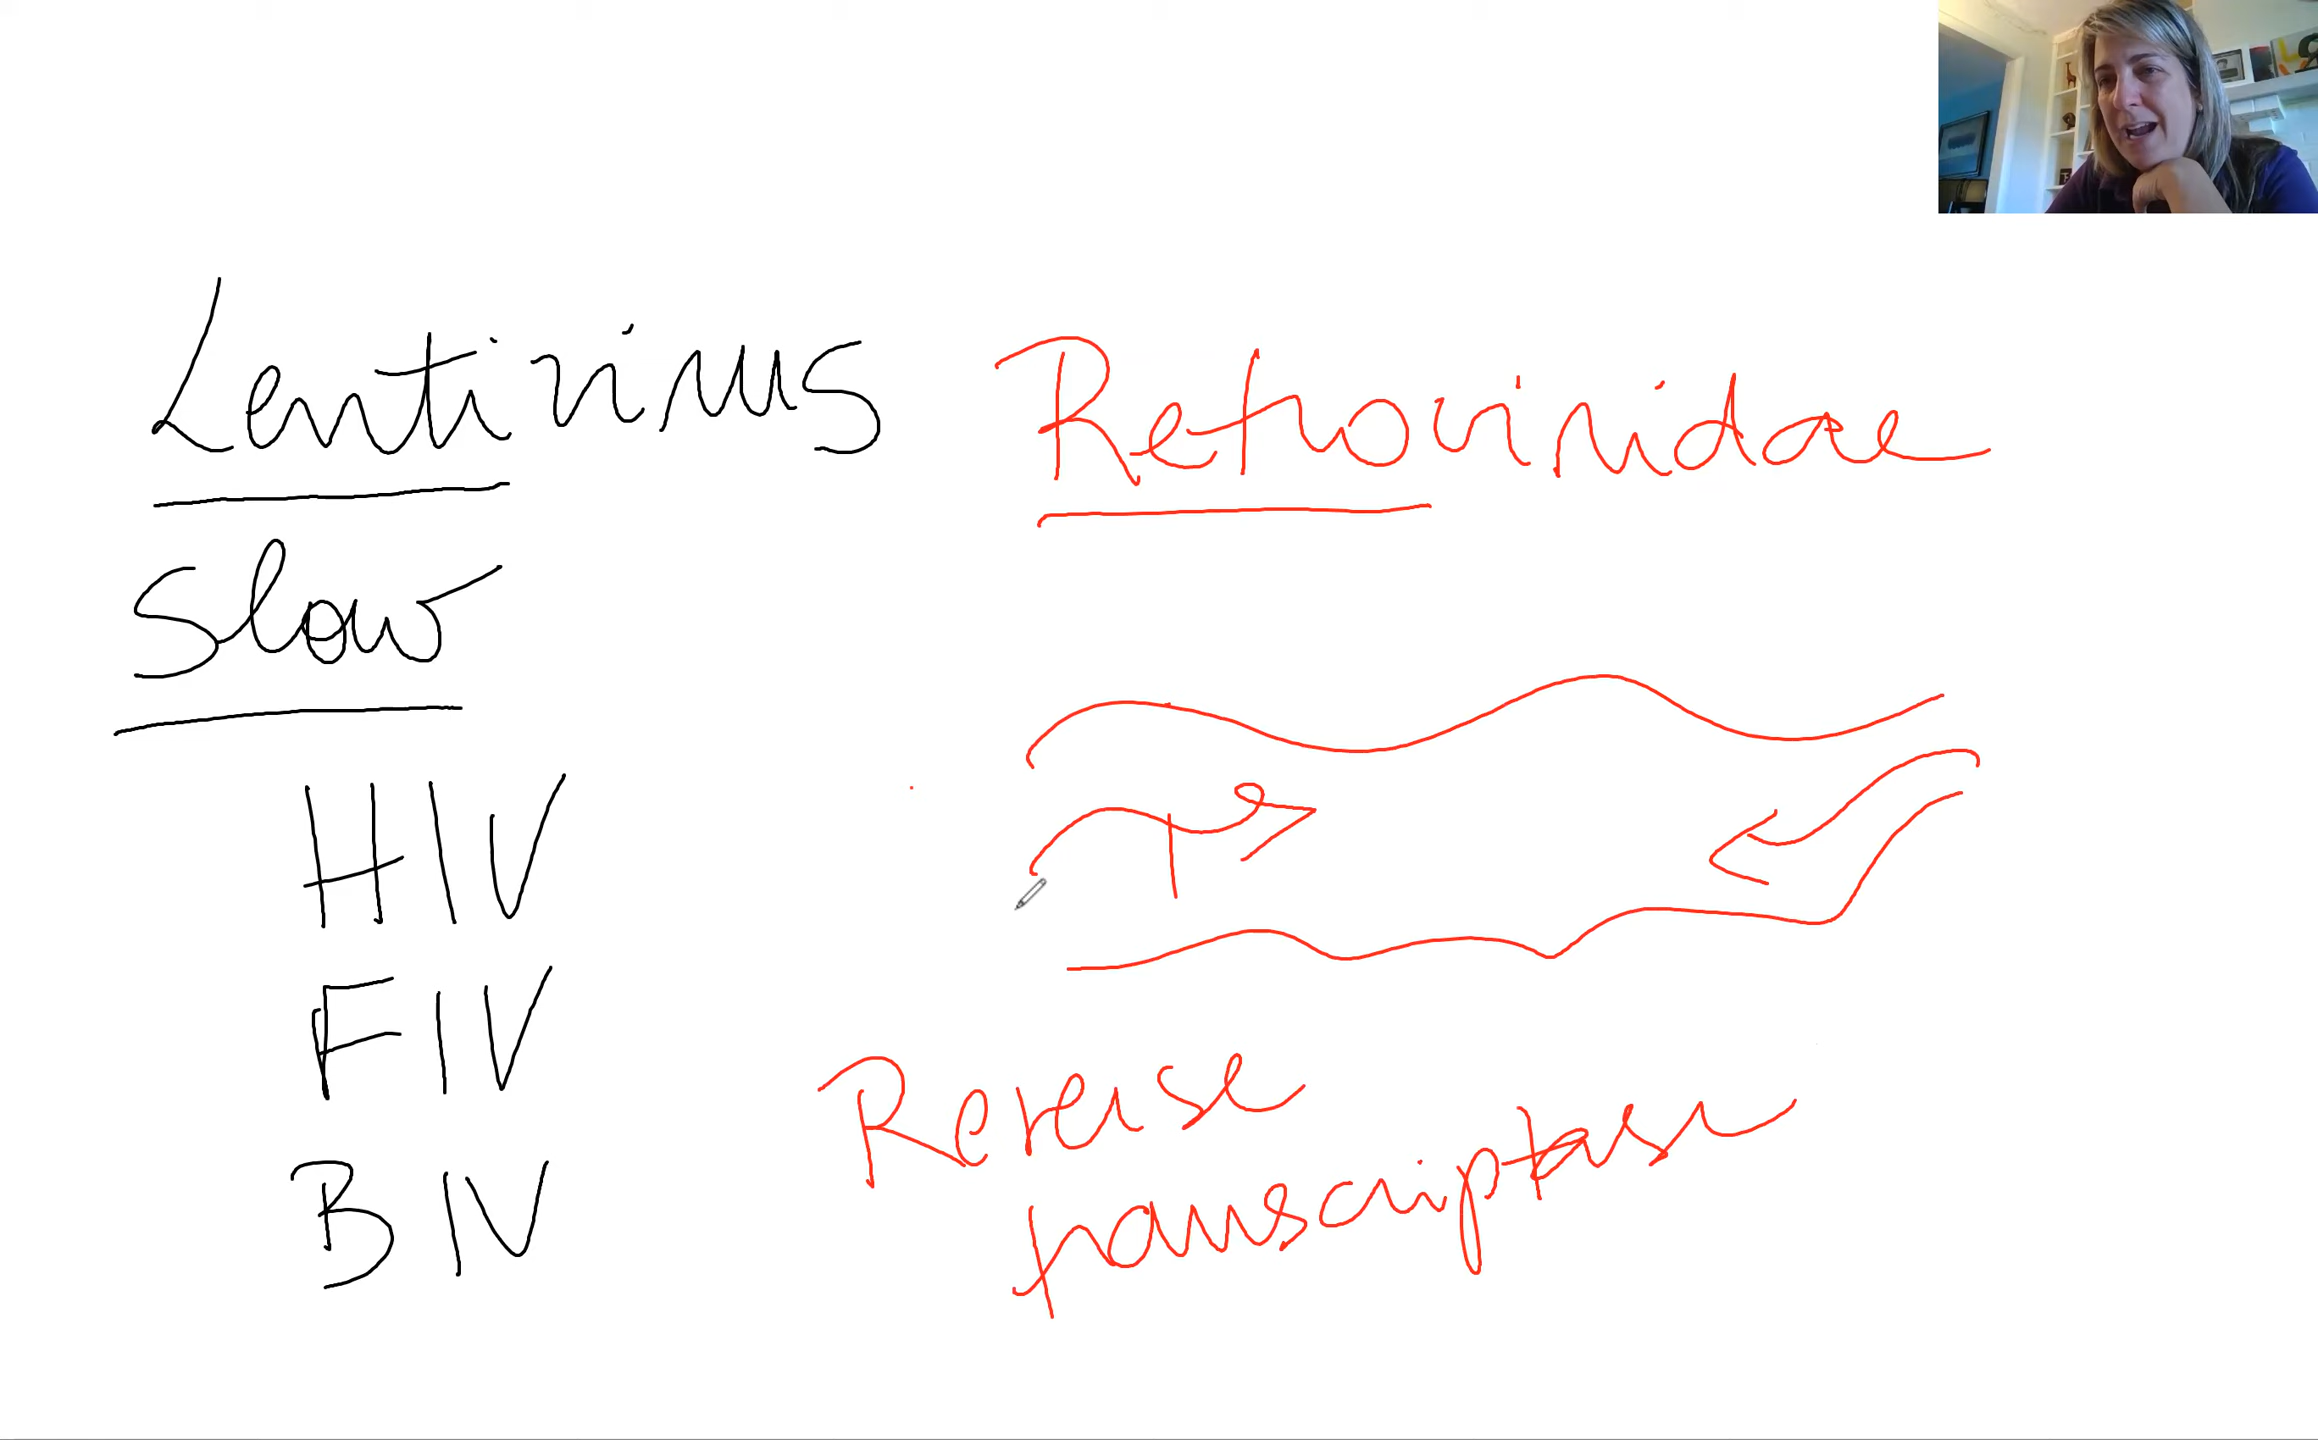 Lentivirus
Slow
HIV
FIV
BIV
Retroviridae
Reverse
transcriptase